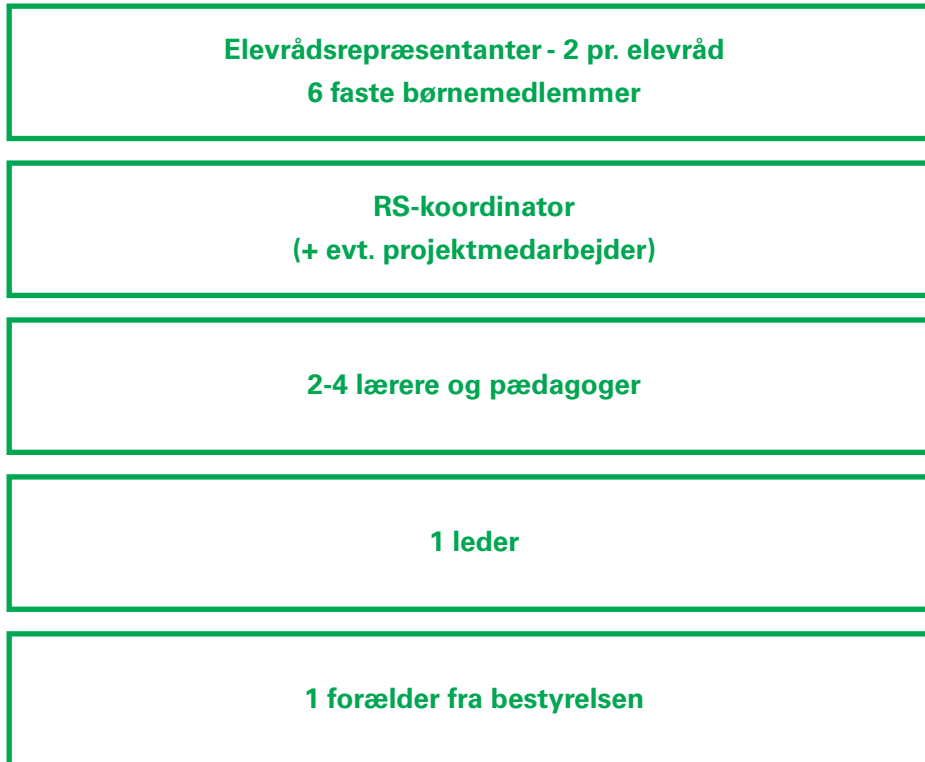 Elevrådsrepræsentanter - 2 pr. elevråd
6 faste børnemedlemmer
RS-koordinator
(+ evt. projektmedarbejder)
2-4 lærere og pædagoger
1 leder
1 forælder fra bestyrelsen